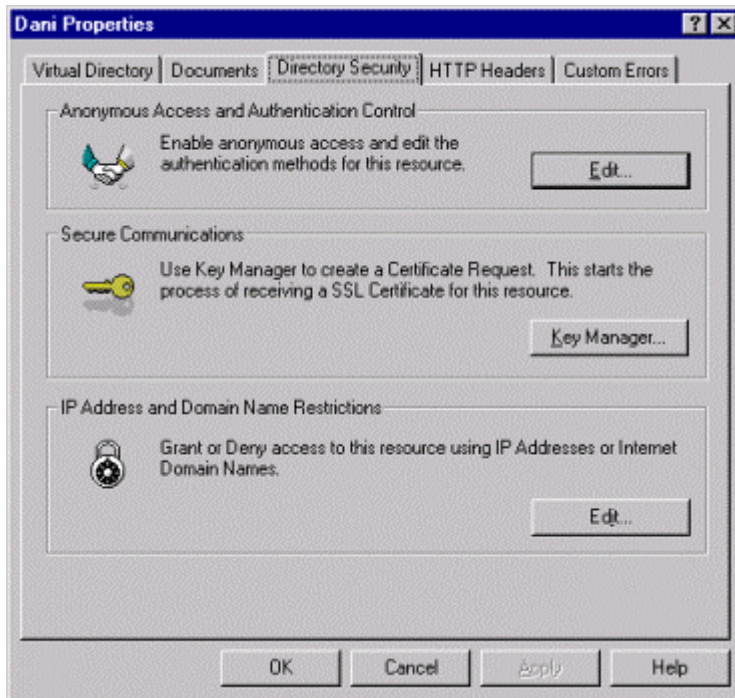 Dani Properties
Virtual Directory Documents Directory Security HTTP Headers Custom Errors
Anonymous Access and Authentication Control
Enable anonymous access and edit the
authentication methods for this resource.
Edit...
Secure Communications
Use Key Manager to create a Certificate Request. This starts the
process of receiving a SSL Certificate for this resource.
Key Manager...
IP Address and Domain Name Restrictions
Grant or Deny access to this resource using IP Addresses or Internet
Domain Names.
Edit...
OK Cancel Apply Help